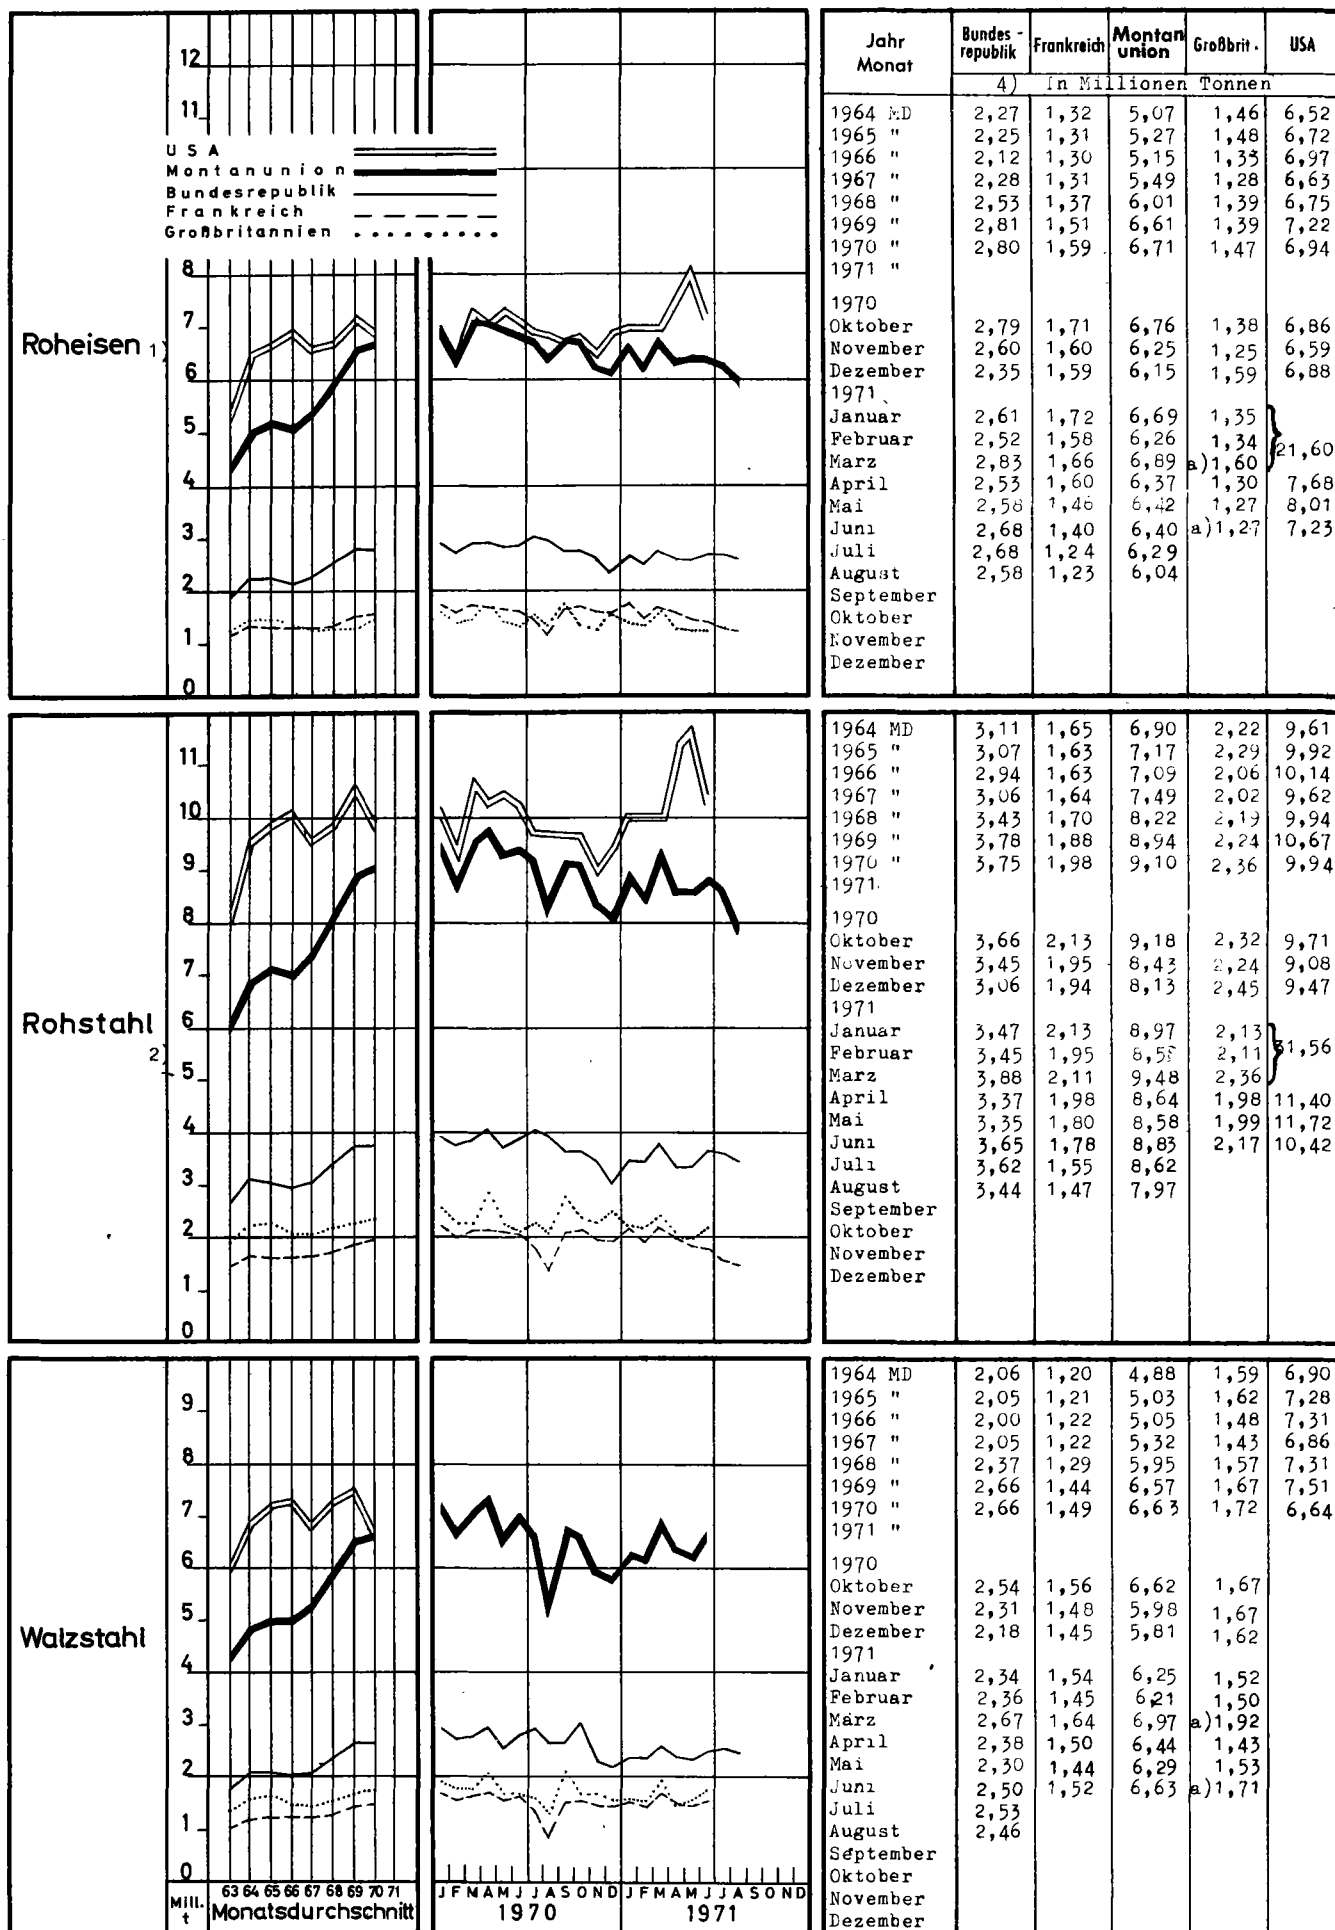 12
11
USA
Montanunion
Bundesrepublik
Frankreich
Großbritannien
8
7
6
5
4
3
2
1
0
Roheisen 1)
Jahr Monat Bundes-republik Frankreich Montan union Großbrit. USA
4) In Millionen Tonnen
1964 MD 2,27 1,32 5,07 1,46 6,52
1965 " 2,25 1,31 5,27 1,48 6,72
1966 " 2,12 1,30 5,15 1,33 6,97
1967 " 2,28 1,31 5,49 1,28 6,63
1968 " 2,53 1,37 6,01 1,39 6,75
1969 " 2,81 1,51 6,61 1,39 7,22
1970 " 2,80 1,59 6,71 1,47 6,94
1971 "
1970
Oktober 2,79 1,71 6,76 1,38 6,86
November 2,60 1,60 6,25 1,25 6,59
Dezember 2,35 1,59 6,15 1,59 6,88
1971
Januar 2,61 1,72 6,69 1,35
Februar 2,52 1,58 6,26 1,34 21,60
Marz 2,83 1,66 6,89 a)1,60
April 2,53 1,60 6,37 1,30 7,68
Mai 2,58 1,46 6,42 1,27 8,01
Juni 2,68 1,40 6,40 a)1,27 7,23
Juli 2,68 1,24 6,29
August 2,58 1,23 6,04
September
Oktober
November
Dezember
11
10
9
8
7
6
5
4
3
2
1
0
Rohstahl 2)
1964 MD 3,11 1,65 6,90 2,22 9,61
1965 " 3,07 1,63 7,17 2,29 9,92
1966 " 2,94 1,63 7,09 2,06 10,14
1967 " 3,06 1,64 7,49 2,02 9,62
1968 " 3,43 1,70 8,22 2,19 9,94
1969 " 3,78 1,88 8,94 2,24 10,67
1970 " 3,75 1,98 9,10 2,36 9,94
1971
1970
Oktober 3,66 2,13 9,18 2,32 9,71
November 3,45 1,95 8,43 2,24 9,08
Dezember 3,06 1,94 8,13 2,45 9,47
1971
Januar 3,47 2,13 8,97 2,13
Februar 3,45 1,95 2,11 31,56
Marz 3,88 2,11 9,48 2,36
April 3,37 1,98 8,64 1,98 11,40
Mai 3,35 1,80 8,58 1,99 11,72
Juni 3,65 1,78 8,83 2,17 10,42
Juli 3,62 1,55 8,62
August 3,44 1,47 7,97
September
Oktober
November
Dezember
9
8
7
6
5
4
3
2
1
0
Walzstahl
Mill. t
63 64 65 66 67 68 69 70 71
Monatsdurchschnitt
J F M A M J J A S O N D J F M A M J J A S O N D
1970 1971
1964 MD 2,06 1,20 4,88 1,59 6,90
1965 " 2,05 1,21 5,03 1,62 7,28
1966 " 2,00 1,22 5,05 1,48 7,31
1967 " 2,05 1,22 5,32 1,43 6,86
1968 " 2,37 1,29 5,95 1,57 7,31
1969 " 2,66 1,44 6,57 1,67 7,51
1970 " 2,66 1,49 6,63 1,72 6,64
1971 "
1970
Oktober 2,54 1,56 6,62 1,67
November 2,31 1,48 5,98 1,67
Dezember 2,18 1,45 5,81 1,62
1971
Januar 2,34 1,54 6,25 1,52
Februar 2,36 1,45 6,21 1,50
März 2,67 1,64 6,97 a)1,92
April 2,38 1,50 6,44 1,43
Mai 2,30 1,44 6,29 1,53
Juni 2,50 1,52 6,63 a)1,71
Juli 2,53
August 2,46
September
Oktober
November
Dezember